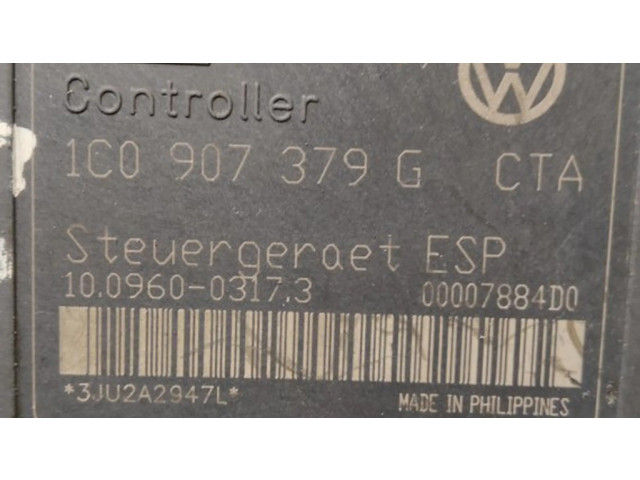 Controller
1C0 907 379 G CTA
Steuergeraet ESP
10.0960-0317.3 00007884D0
*3JU2A2947L* MADE IN PHILIPPINES